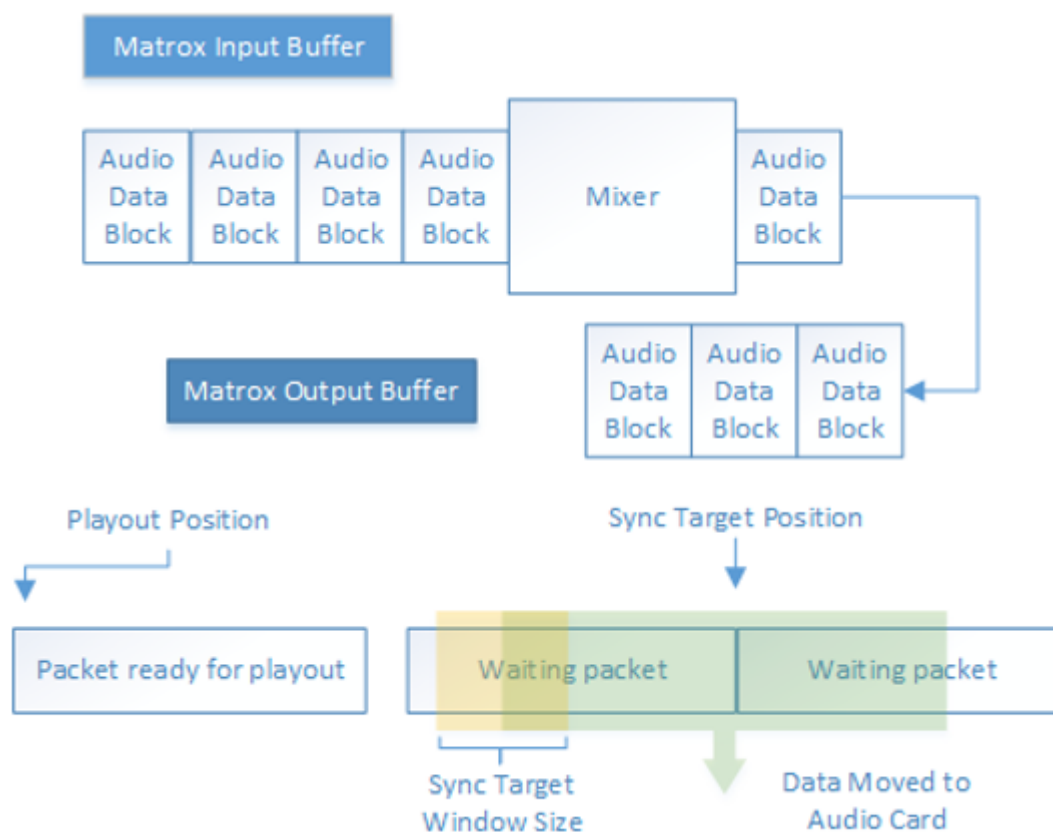 Matrox Input Buffer
Audio
Data
Block
Audio
Data
Block
Audio
Data
Block
Audio
Data
Block
Mixer
Audio
Data
Block
Matrox Output Buffer
Audio
Data
Block
Audio
Data
Block
Audio
Data
Block
Playout Position
Sync Target Position
Packet ready for playout
Waiting packet
Waiting packet
Sync Target
Window Size
Data Moved to
Audio Card